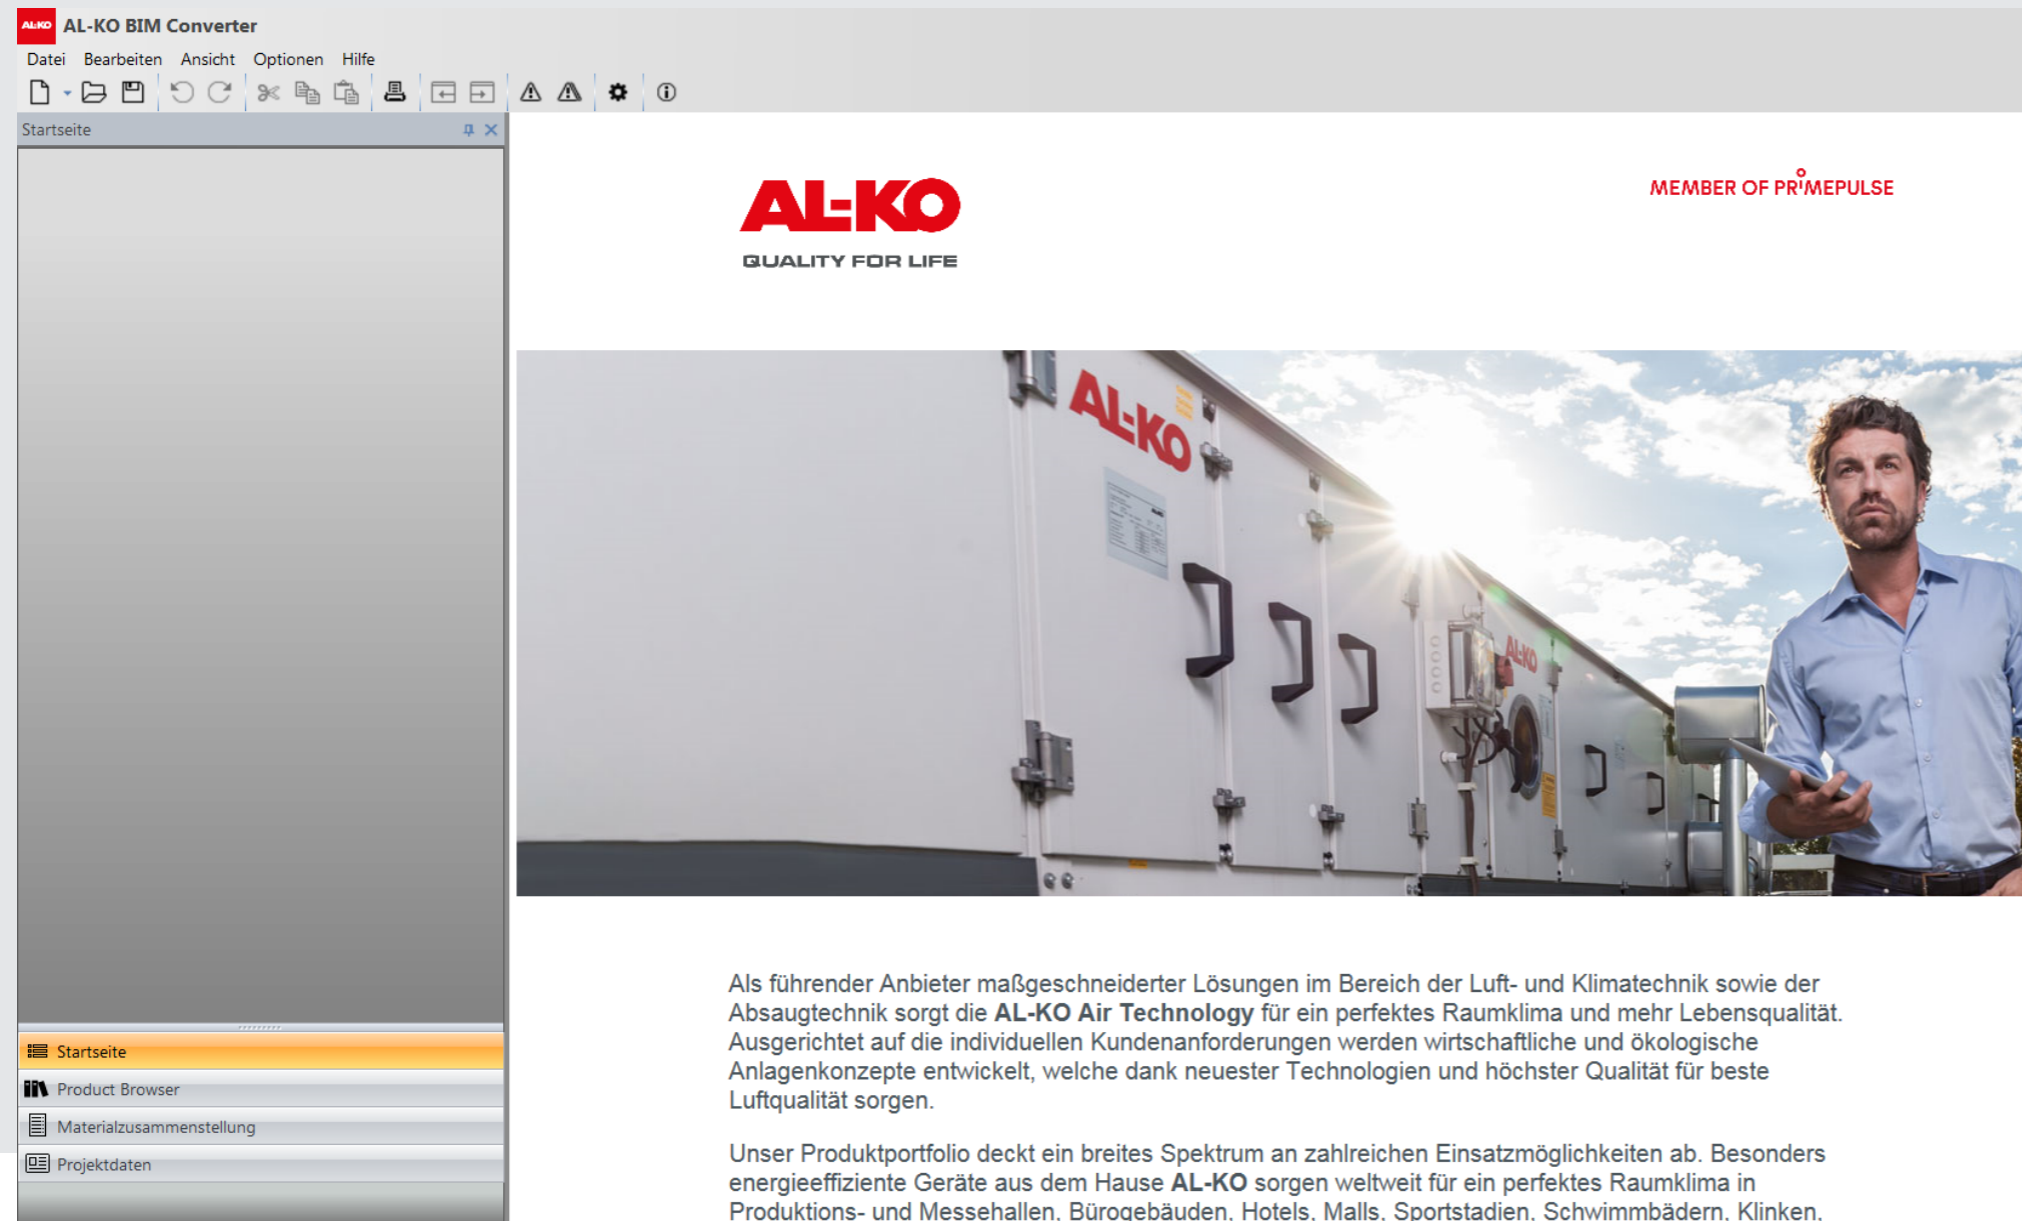 AL-KO AL-KO BIM Converter
Datei Bearbeiten Ansicht Optionen Hilfe
Startseite
AL-KO
QUALITY FOR LIFE
MEMBER OF PRIMEPULSE
AL-KO
AL-KO
Als führender Anbieter maßgeschneiderter Lösungen im Bereich der Luft- und Klimatechnik sowie der
Absaugtechnik sorgt die AL-KO Air Technology für ein perfektes Raumklima und mehr Lebensqualität.
Ausgerichtet auf die individuellen Kundenanforderungen werden wirtschaftliche und ökologische
Anlagenkonzepte entwickelt, welche dank neuester Technologien und höchster Qualität für beste
Luftqualität sorgen.
Unser Produktportfolio deckt ein breites Spektrum an zahlreichen Einsatzmöglichkeiten ab. Besonders
energieeffiziente Geräte aus dem Hause AL-KO sorgen weltweit für ein perfektes Raumklima in
Produktions- und Messehallen, Bürogebäuden, Hotels, Malls, Sportstadien, Schwimmbädern, Klinken,
Startseite
Product Browser
Materialzusammenstellung
Projektdaten